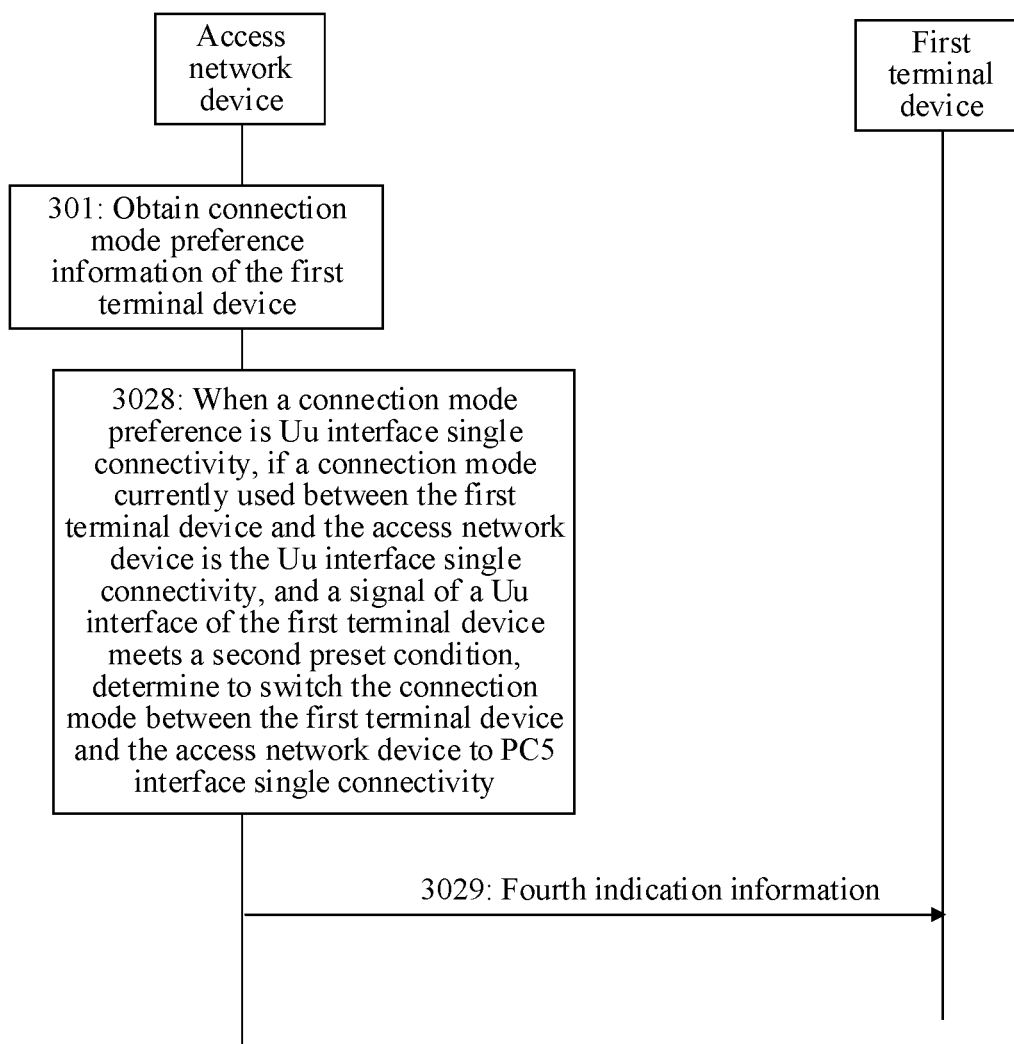 Access
network
device
First
terminal
device
301: Obtain connection
mode preference
information of the first
terminal device
3028: When a connection mode
preference is Uu interface single
connectivity, if a connection mode
currently used between the first
terminal device and the access network
device is the Uu interface single
connectivity, and a signal of a Uu
interface of the first terminal device
meets a second preset condition,
determine to switch the connection
mode between the first terminal device
and the access network device to PC5
interface single connectivity
3029: Fourth indication information